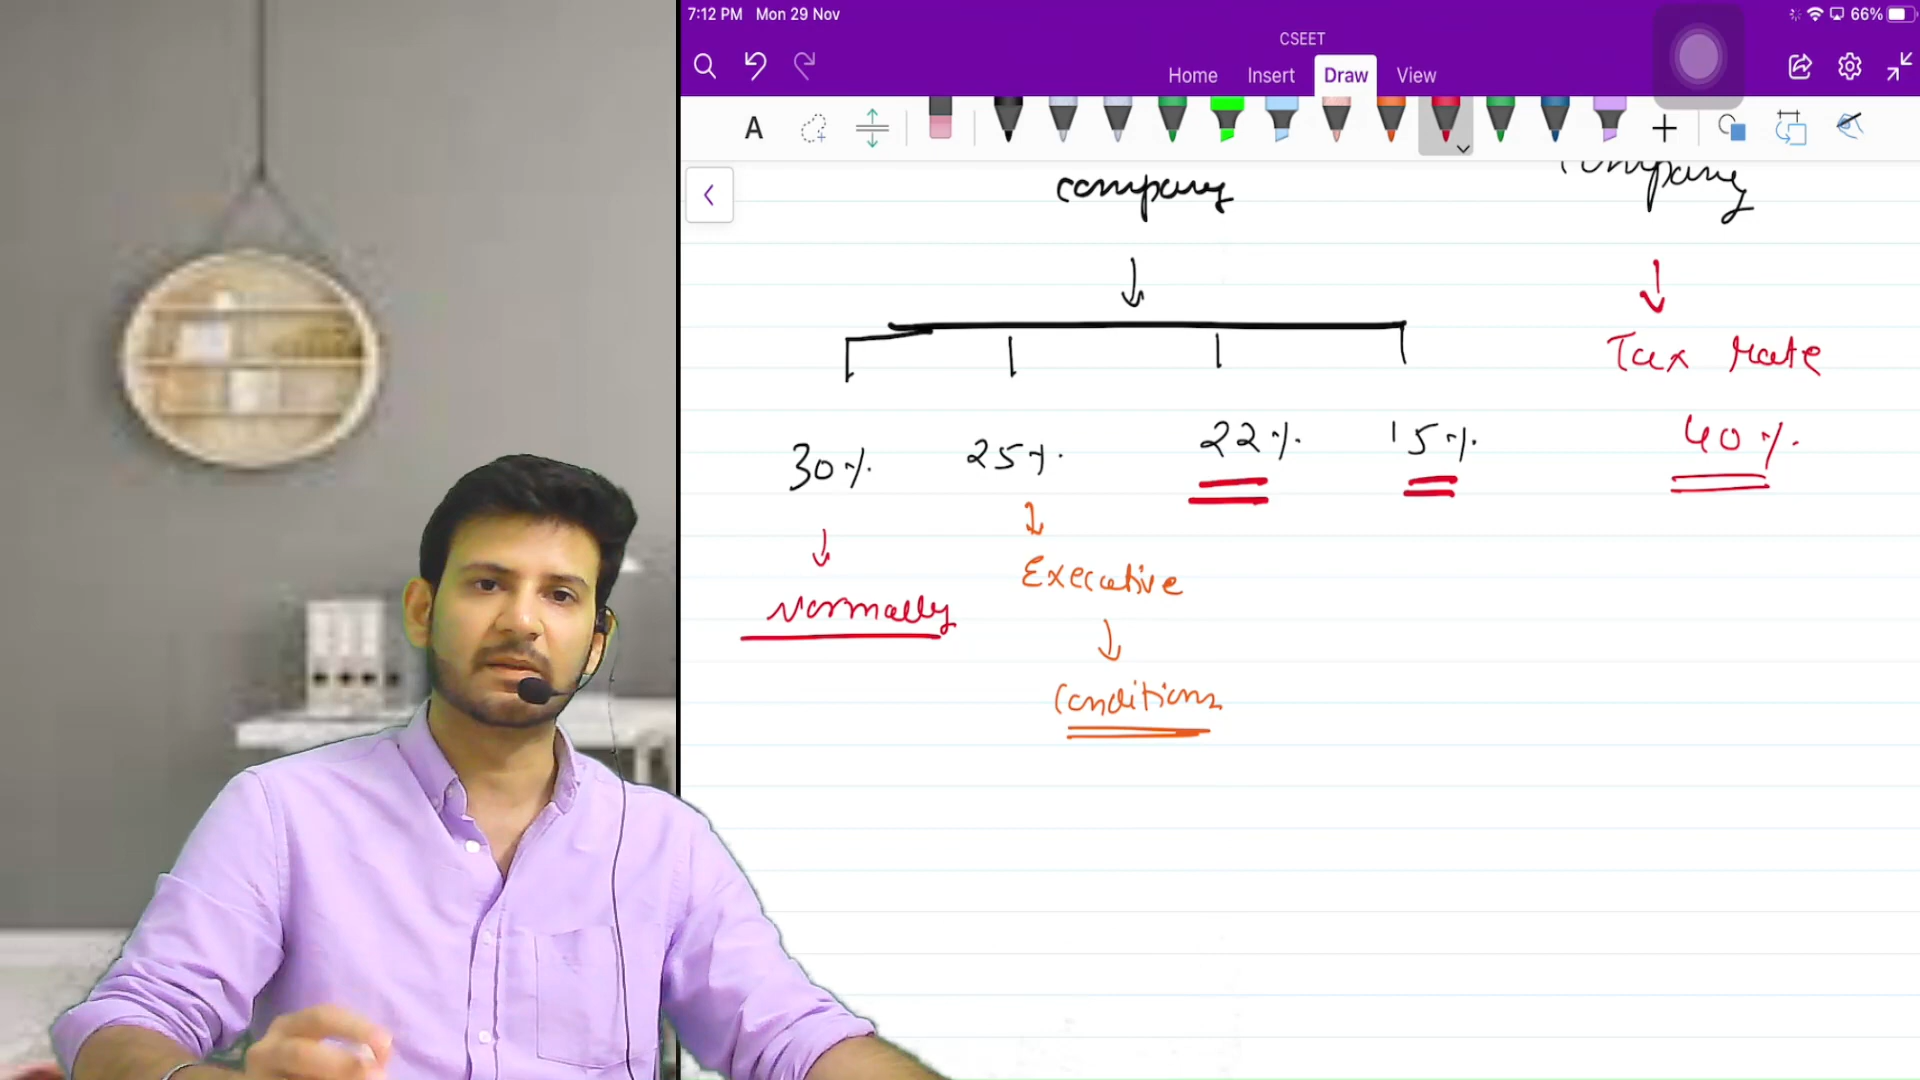 7:12 PM Mon 29 Nov
66%
CSEET
Home Insert Draw View
A
company
company
Tax Rate
30% 25% 22% 15% 40%
Executive
Normally
Conditions